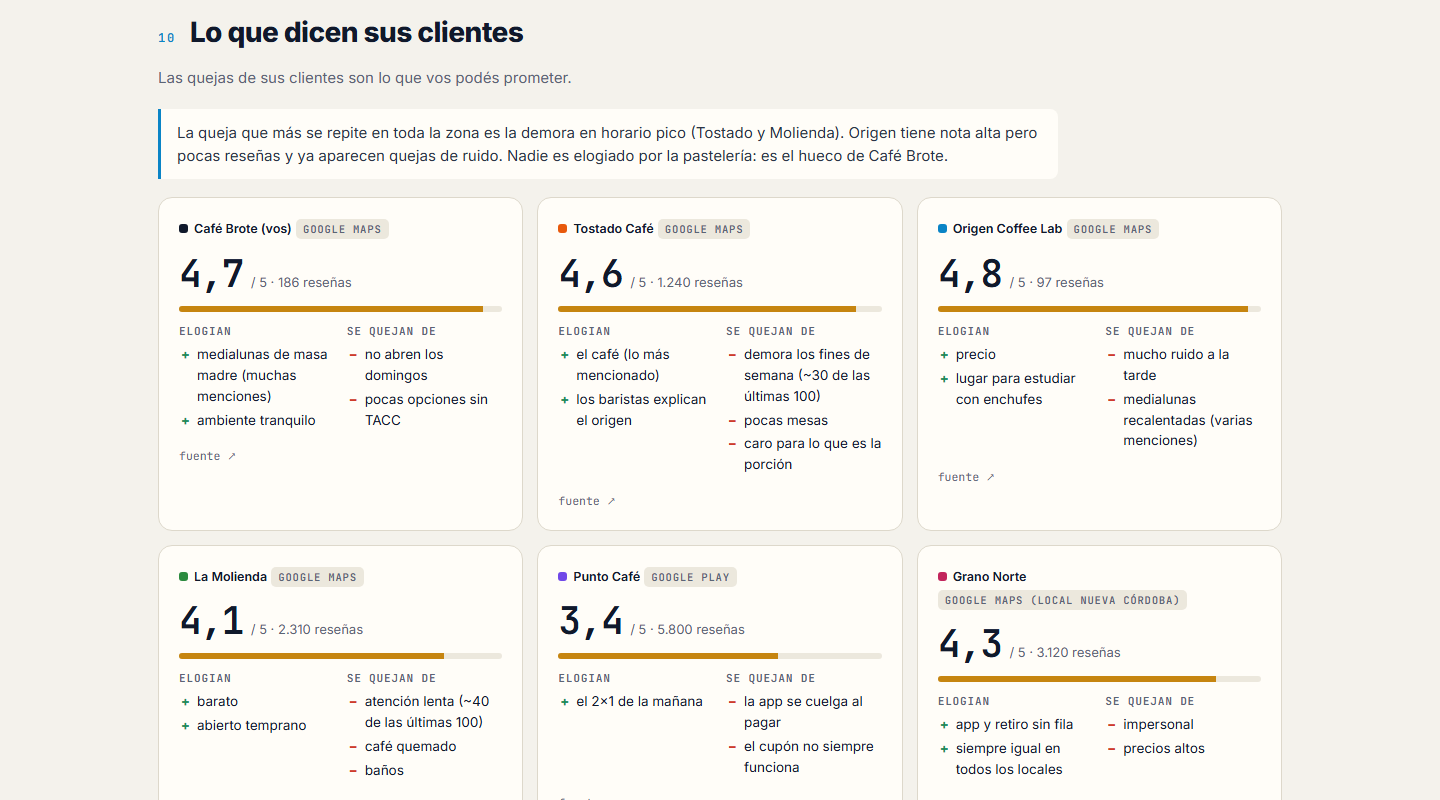 10 Lo que dicen sus clientes
Las quejas de sus clientes son lo que vos podés prometer.
La queja que más se repite en toda la zona es la demora en horario pico (Tostado y Molienda). Origen tiene nota alta pero
pocas reseñas y ya aparecen quejas de ruido. Nadie es elogiado por la pastelería: es el hueco de Café Brote.
Café Brote (vos) GOOGLE MAPS
4,7 / 5 · 186 reseñas
ELOGIAN
+ medialunas de masa
madre (muchas
menciones)
+ ambiente tranquilo
SE QUEJAN DE
– no abren los
domingos
– pocas opciones sin
TACC
fuente ↗
Tostado Café GOOGLE MAPS
4,6 / 5 · 1.240 reseñas
ELOGIAN
+ el café (lo más
mencionado)
+ los baristas explican
el origen
SE QUEJAN DE
– demora los fines de
semana (~30 de las
últimas 100)
– pocas mesas
– caro para lo que es la
porción
fuente ↗
Origen Coffee Lab GOOGLE MAPS
4,8 / 5 · 97 reseñas
ELOGIAN
+ precio
+ lugar para estudiar
con enchufes
SE QUEJAN DE
– mucho ruido a la
tarde
– medialunas
recalentadas (varias
menciones)
fuente ↗
La Molienda GOOGLE MAPS
4,1 / 5 · 2.310 reseñas
ELOGIAN
+ barato
+ abierto temprano
SE QUEJAN DE
– atención lenta (~40
de las últimas 100)
– café quemado
– baños
Punto Café GOOGLE PLAY
3,4 / 5 · 5.800 reseñas
ELOGIAN
+ el 2×1 de la mañana
SE QUEJAN DE
– la app se cuelga al
pagar
– el cupón no siempre
funciona
Grano Norte
GOOGLE MAPS (LOCAL NUEVA CÓRDOBA)
4,3 / 5 · 3.120 reseñas
ELOGIAN
+ app y retiro sin fila
+ siempre igual en
todos los locales
SE QUEJAN DE
– impersonal
– precios altos